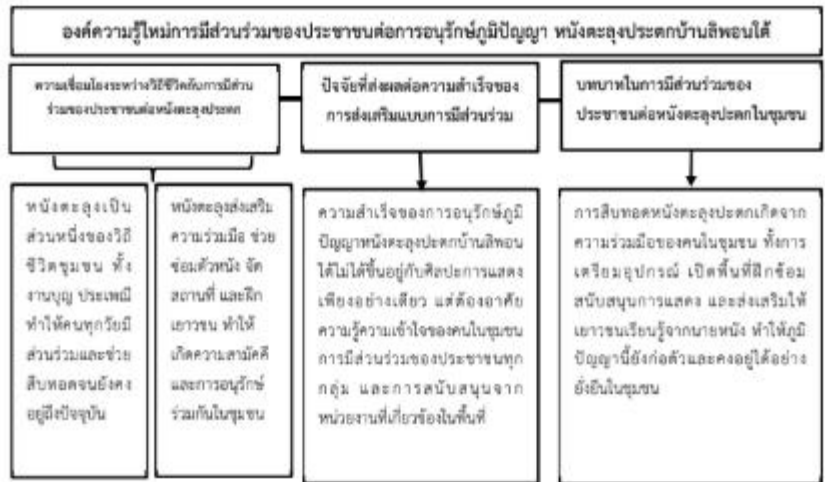 องค์ความรู้ใหม่การมีส่วนร่วมของประชาชนต่อการอนุรักษ์ภูมิปัญญา หนังตะลุงประตกบ้านลิพอนใต้
ความเชื่อมโยงระหว่างวิถีชีวิตกับการมีส่วน
ร่วมของประชาชนต่อหนังตะลุงประตก
ปัจจัยที่ส่งผลต่อความสำเร็จของ
การส่งเสริมแบบการมีส่วนร่วม
บทบาทในการมีส่วนร่วมของ
ประชาชนต่อหนังตะลุงปะตกในชุมชน
หนังตะลุงเป็น
ส่วนหนึ่งของวิถี
ชีวิตชุมชน ทั้ง
งานบุญ ประเพณี
ทำให้คนทุกวัยมี
ส่วนร่วมและช่วย
สืบทอดจนยังคง
อยู่ถึงปัจจุบัน
หนังตะลุงส่งเสริม
ความร่วมมือ ช่วย
ซ่อมตัวหนัง จัด
สถานที่ และฝึก
เยาวชน ทำให้
เกิดความสามัคคี
และการอนุรักษ์
ร่วมกันในชุมชน
ความสำเร็จของการอนุรักษ์ภูมิ
ปัญญาหนังตะลุงปะตกบ้านลิพอน
ใต้ไม่ได้ขึ้นอยู่กับศิลปะการแสดง
เพียงอย่างเดียว แต่ต้องอาศัย
ความรู้ความเข้าใจของคนในชุมชน
การมีส่วนร่วมของประชาชนทุก
กลุ่ม และการสนับสนุนจาก
หน่วยงานที่เกี่ยวข้องในพื้นที่
การสืบทอดหนังตะลุงปะตกเกิดจาก
ความร่วมมือของคนในชุมชน ทั้งการ
เตรียมอุปกรณ์ เปิดพื้นที่ฝึกซ้อม
สนับสนุนการแสดง และส่งเสริมให้
เยาวชนเรียนรู้จากนายหนัง ทำให้ภูมิ
ปัญญานี้ยังก่อตัวและคงอยู่ได้อย่าง
ยั่งยืนในชุมชน